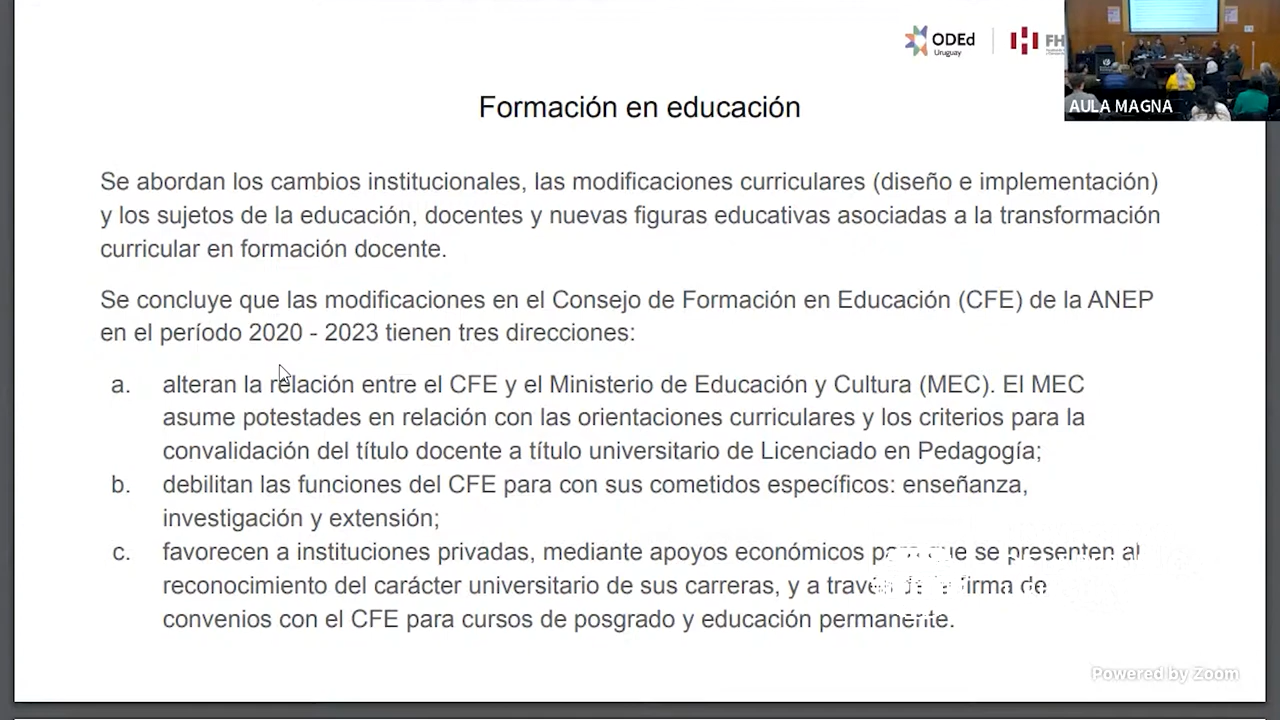 ODEd
Uruguay
FH
AULA MAGNA
Formación en educación
Se abordan los cambios institucionales, las modificaciones curriculares (diseño e implementación)
y los sujetos de la educación, docentes y nuevas figuras educativas asociadas a la transformación
curricular en formación docente.
Se concluye que las modificaciones en el Consejo de Formación en Educación (CFE) de la ANEP
en el período 2020 - 2023 tienen tres direcciones:
a. alteran la relación entre el CFE y el Ministerio de Educación y Cultura (MEC). El MEC
asume potestades en relación con las orientaciones curriculares y los criterios para la
convalidación del título docente a título universitario de Licenciado en Pedagogía;
b. debilitan las funciones del CFE para con sus cometidos específicos: enseñanza,
investigación y extensión;
c. favorecen a instituciones privadas, mediante apoyos económicos para que se presenten al
reconocimiento del carácter universitario de sus carreras, y a través firma de
convenios con el CFE para cursos de posgrado y educación permanente.
Powered by Zoom